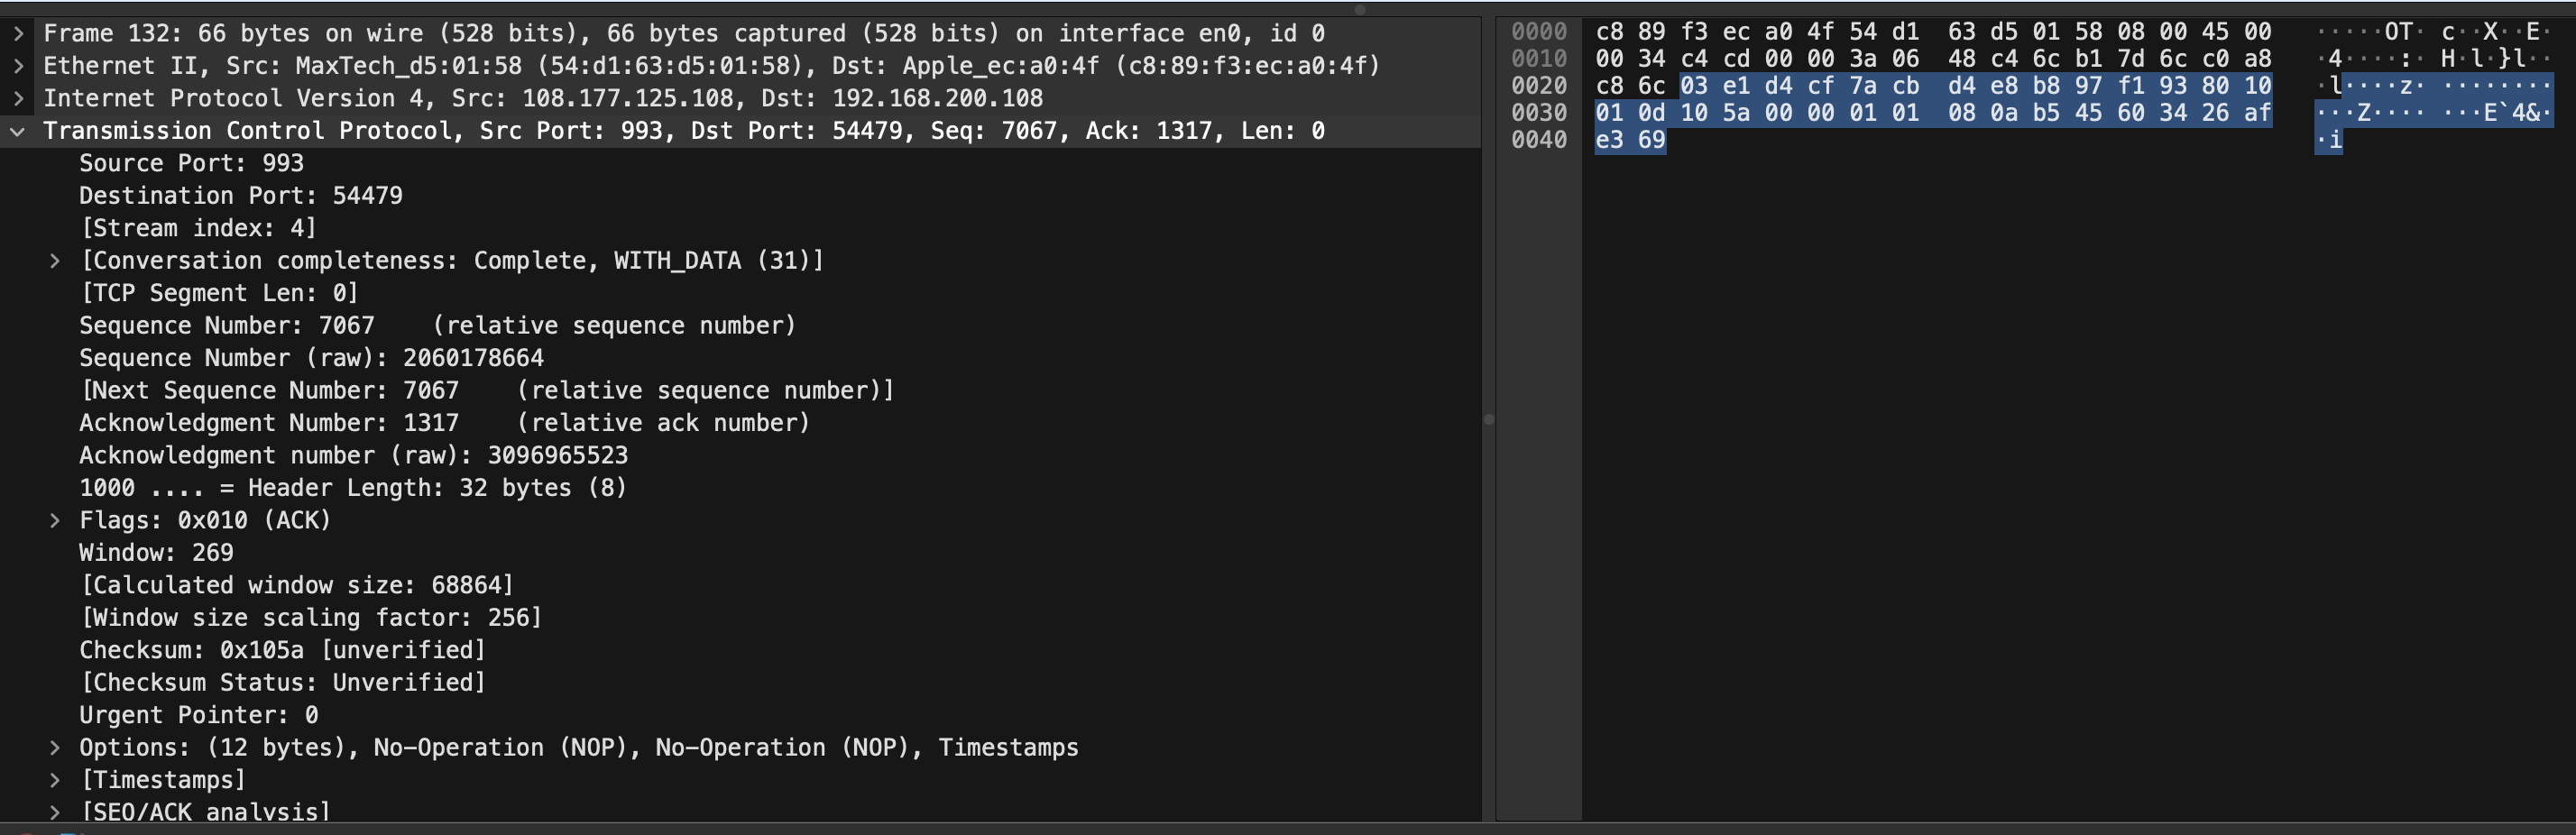 Frame 132: 66 bytes on wire (528 bits), 66 bytes captured (528 bits) on interface en0, id 0
Ethernet II, Src: MaxTech_d5:01:58 (54:d1:63:d5:01:58), Dst: Apple_ec:a0:4f (c8:89:f3:ec:a0:4f)
Internet Protocol Version 4, Src: 108.177.125.108, Dst: 192.168.200.108
Transmission Control Protocol, Src Port: 993, Dst Port: 54479, Seq: 7067, Ack: 1317, Len: 0
Source Port: 993
Destination Port: 54479
[Stream index: 4]
[Conversation completeness: Complete, WITH_DATA (31)]
[TCP Segment Len: 0]
Sequence Number: 7067    (relative sequence number)
Sequence Number (raw): 2060178664
[Next Sequence Number: 7067    (relative sequence number)]
Acknowledgment Number: 1317    (relative ack number)
Acknowledgment number (raw): 3096965523
1000 .... = Header Length: 32 bytes (8)
Flags: 0x010 (ACK)
Window: 269
[Calculated window size: 68864]
[Window size scaling factor: 256]
Checksum: 0x105a [unverified]
[Checksum Status: Unverified]
Urgent Pointer: 0
Options: (12 bytes), No-Operation (NOP), No-Operation (NOP), Timestamps
[Timestamps]
[SEQ/ACK analysis]
0000 c8 89 f3 ec a0 4f 54 d1  63 d5 01 58 08 00 45 00 ·····OT· c··X··E·
0010 00 34 c4 cd 00 00 3a 06  48 c4 6c b1 7d 6c c0 a8 ·4····:· H·l·}l··
0020 c8 6c 03 e1 d4 cf 7a cb  d4 e8 b8 97 f1 93 80 10 ·l····z· ········
0030 01 0d 10 5a 00 00 01 01  08 0a b5 45 60 34 26 af ···Z···· ···E`4&·
0040 e3 69 ·i